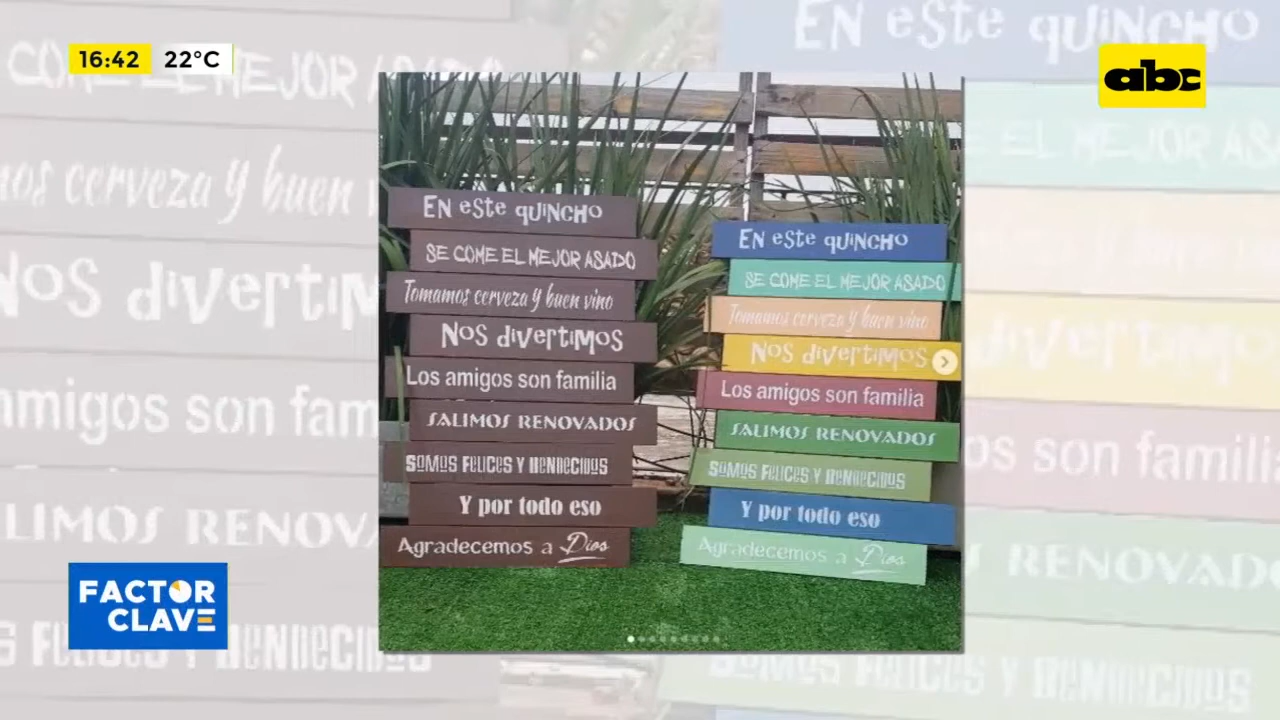 16:42 22°C
abc
En este quincho
SE COME EL MEJOR ASADO
Tomamos cerveza y buen vino
Nos divertimos
Los amigos son familia
SALIMOS RENOVADOS
Somos felices y bendecidos
Y por todo eso
Agradecemos a Dios
En este quincho
SE COME EL MEJOR ASADO
Tomamos cerveza y buen vino
Nos divertimos
Los amigos son familia
SALIMOS RENOVADOS
Somos felices y bendecidos
Y por todo eso
Agradecemos a Dios
FACTOR
CLAVE